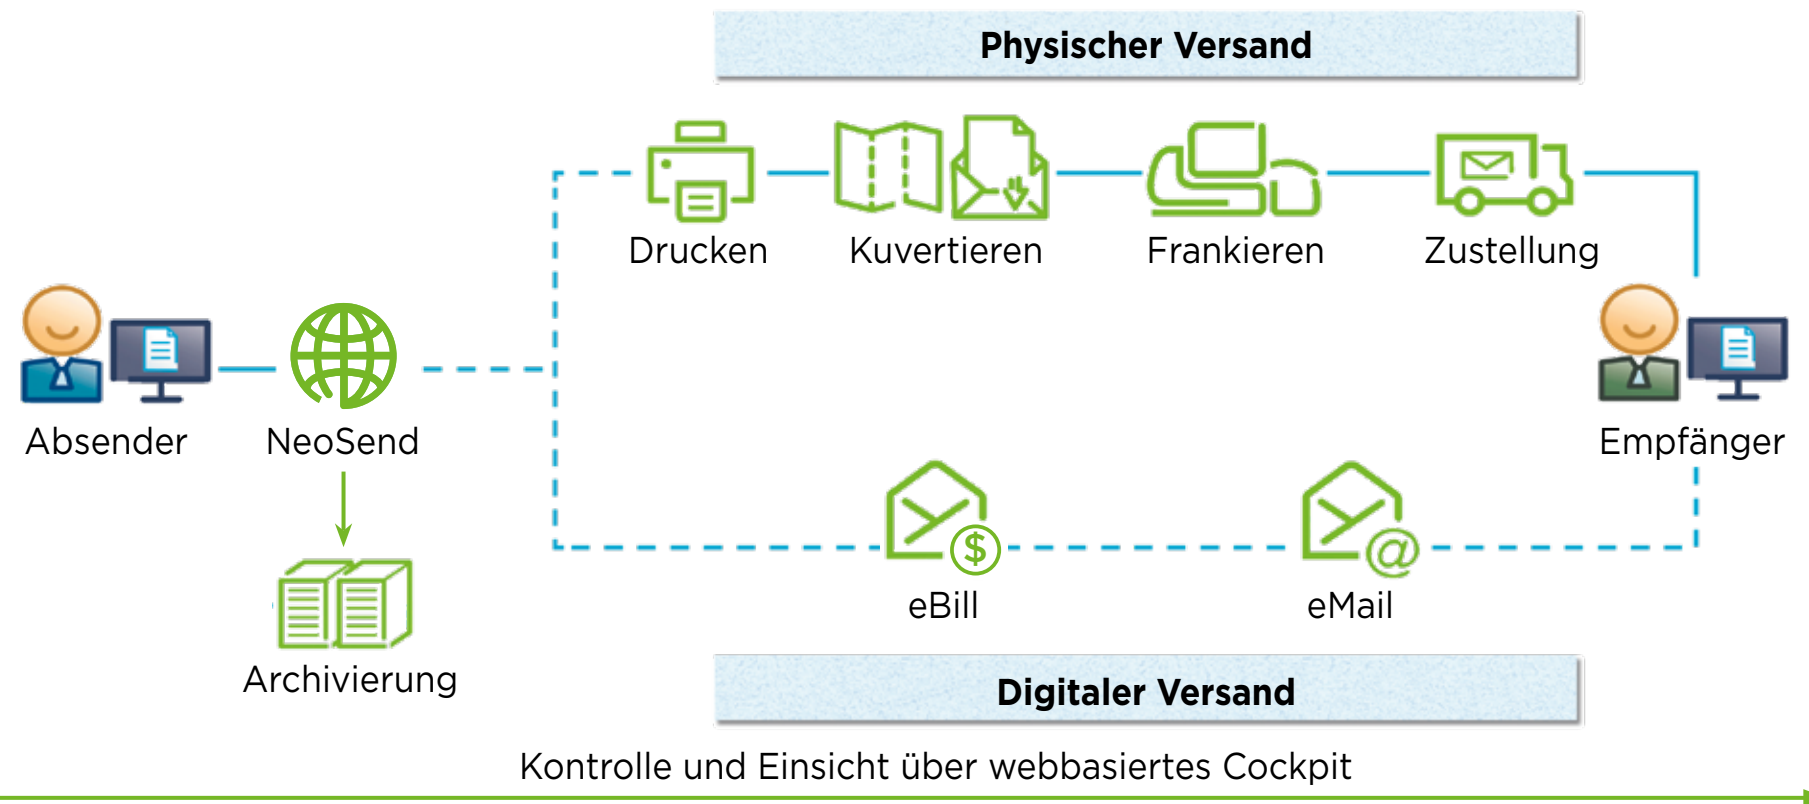 Physischer Versand
Drucken
Kuvertieren
Frankieren
Zustellung
Absender
NeoSend
Empfänger
$
@
eBill
eMail
Archivierung
Digitaler Versand
Kontrolle und Einsicht über webbasiertes Cockpit